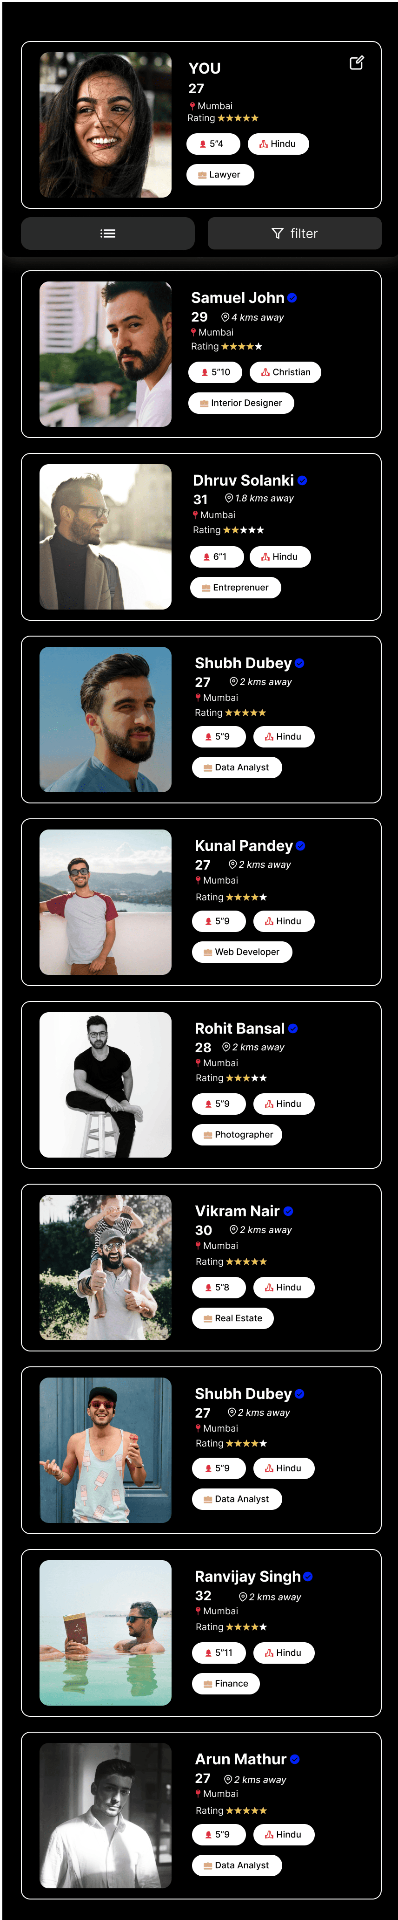 YOU
27
Mumbai
Rating ★★★★★
5"4 Hindu
Lawyer
filter
Samuel John
29 4 kms away
Mumbai
Rating ★★★★★
5"10 Christian
Interior Designer
Dhruv Solanki
31 1.8 kms away
Mumbai
Rating ★★★★★
6"1 Hindu
Entreprenuer
Shubh Dubey
27 2 kms away
Mumbai
Rating ★★★★★
5"9 Hindu
Data Analyst
Kunal Pandey
27 2 kms away
Mumbai
Rating ★★★★★
5"9 Hindu
Web Developer
Rohit Bansal
28 2 kms away
Mumbai
Rating ★★★★★
5"9 Hindu
Photographer
Vikram Nair
30 2 kms away
Mumbai
Rating ★★★★★
5"8 Hindu
Real Estate
Shubh Dubey
27 2 kms away
Mumbai
Rating ★★★★★
5"9 Hindu
Data Analyst
Ranvijay Singh
32 2 kms away
Mumbai
Rating ★★★★★
5"11 Hindu
Finance
Arun Mathur
27 2 kms away
Mumbai
Rating ★★★★★
5"9 Hindu
Data Analyst